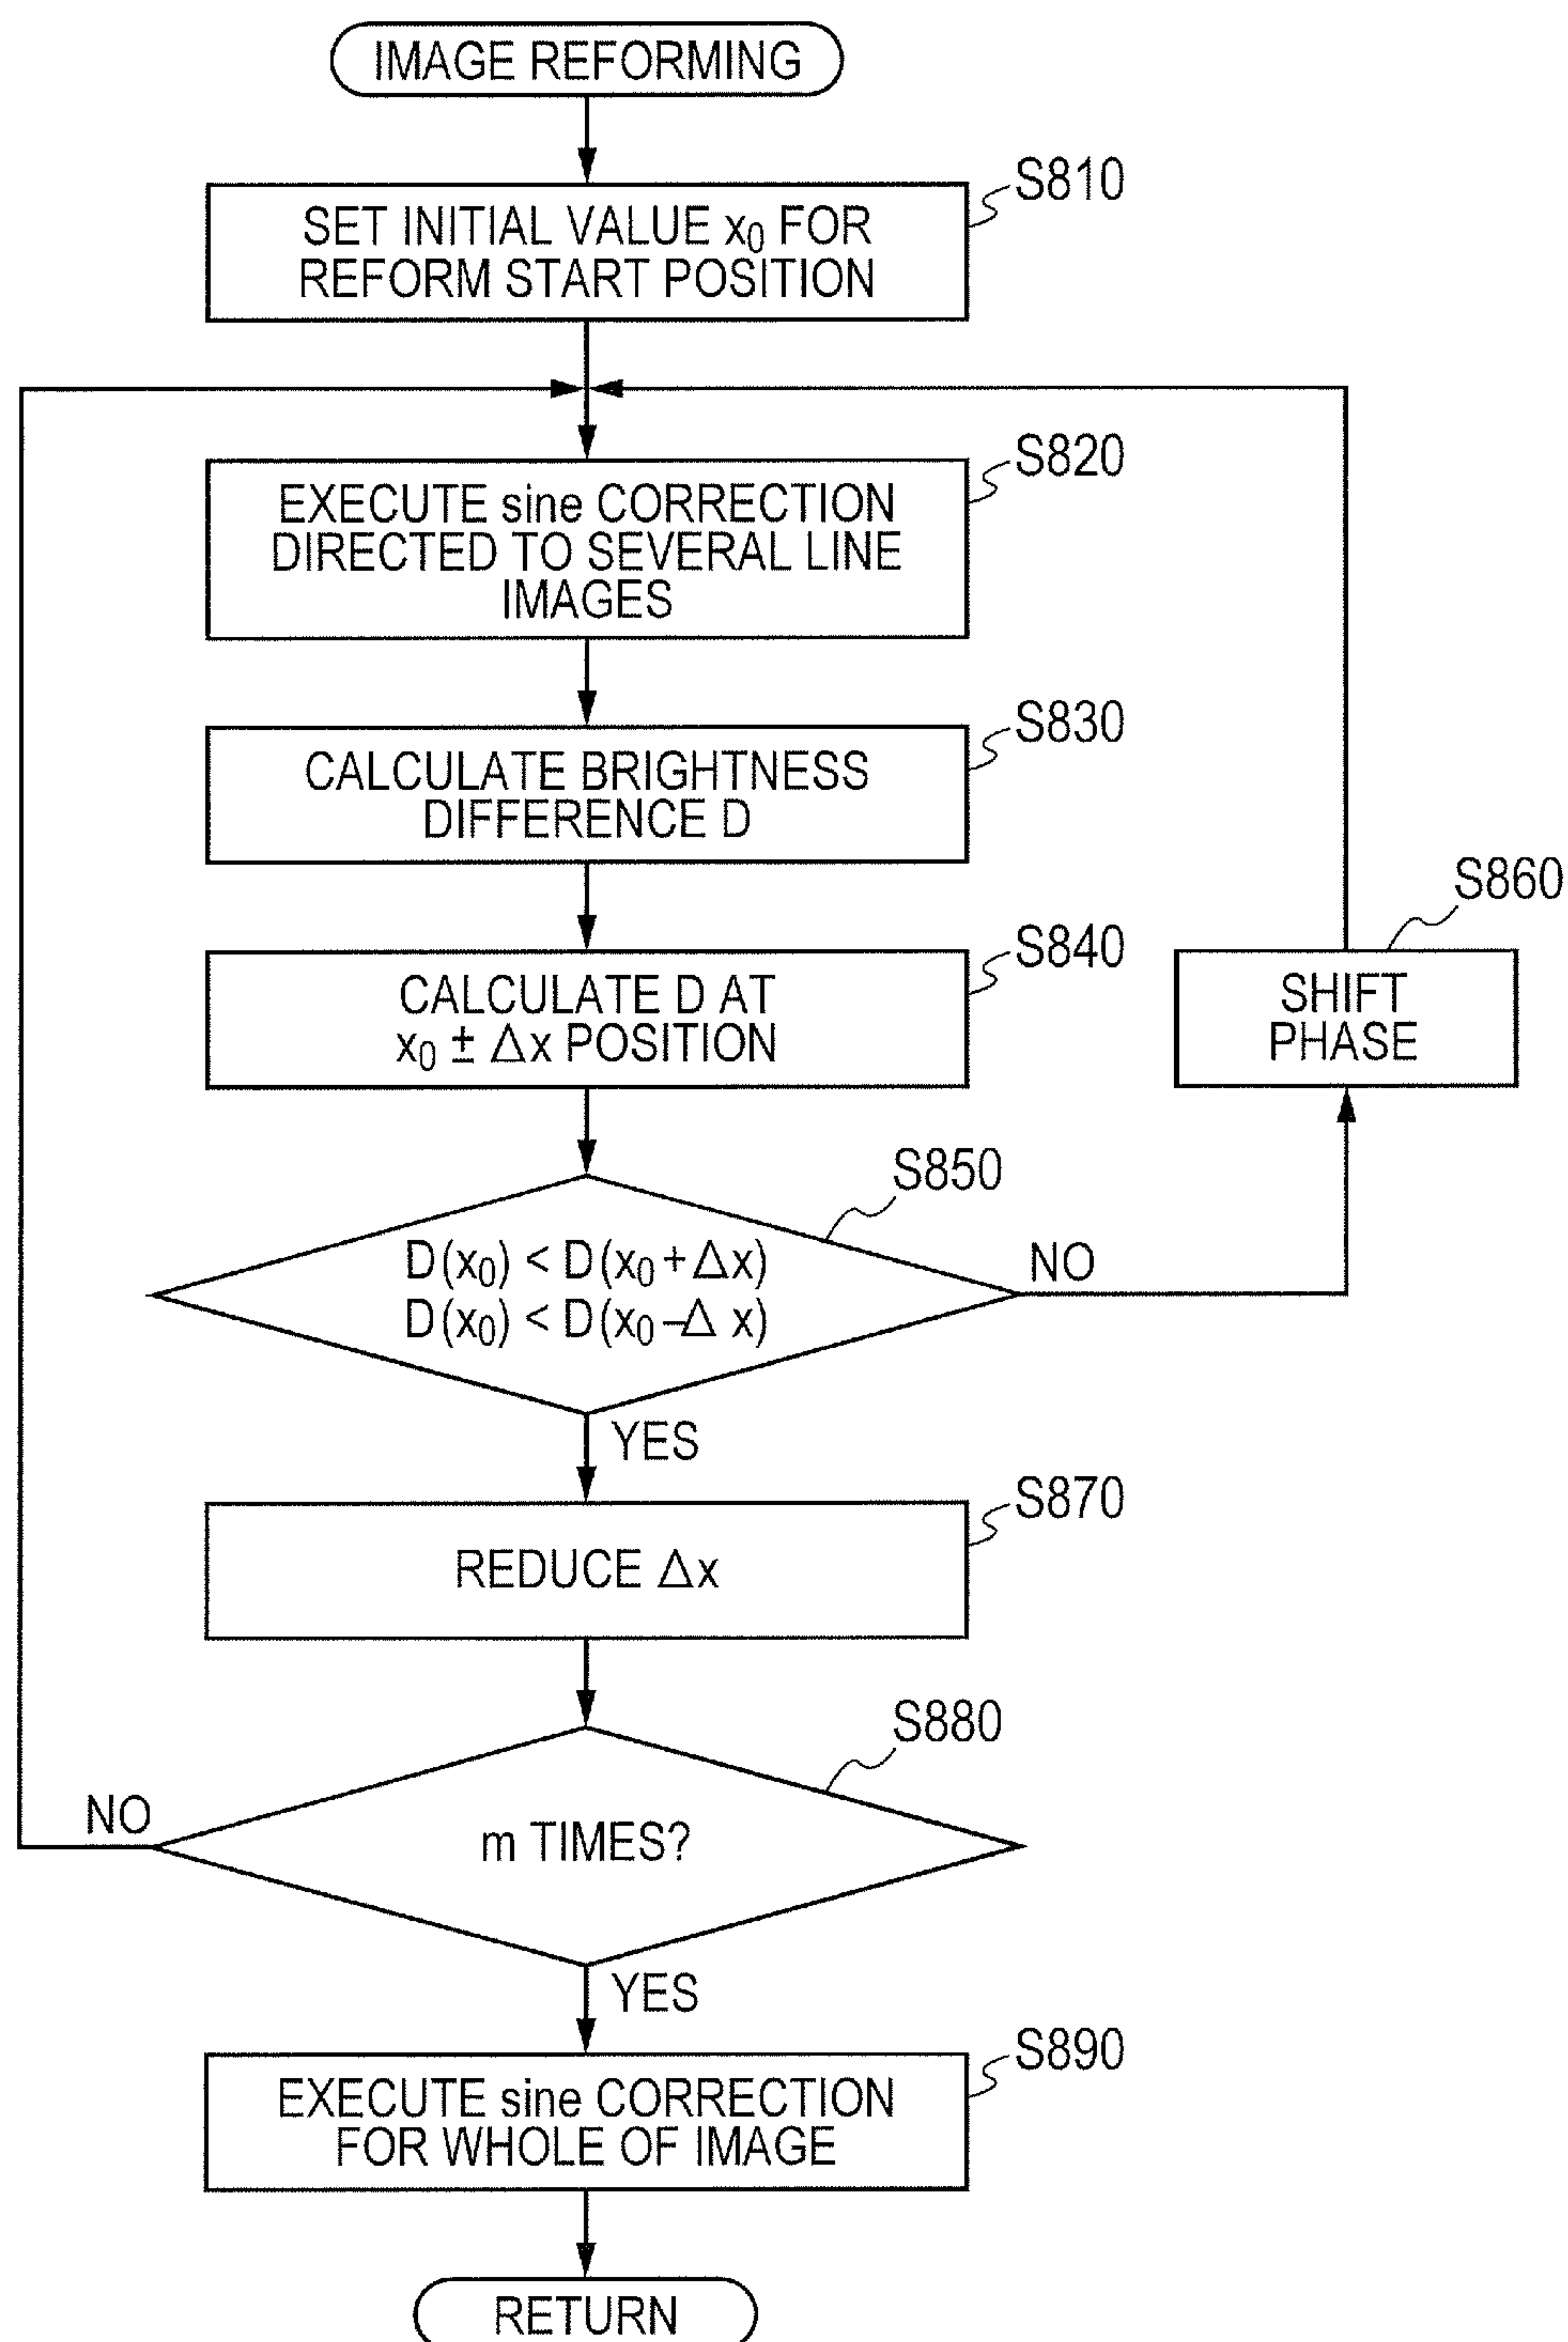 IMAGE REFORMING
S810
SET INITIAL VALUE x₀ FOR
REFORM START POSITION
S820
EXECUTE sine CORRECTION
DIRECTED TO SEVERAL LINE
IMAGES
S830
CALCULATE BRIGHTNESS
DIFFERENCE D
S840
CALCULATE D AT
x₀ ± Δx POSITION
S860
SHIFT
PHASE
S850
D(x₀) < D(x₀+Δx)
D(x₀) < D(x₀–Δ x)
NO
YES
S870
REDUCE Δx
S880
m TIMES?
NO
YES
S890
EXECUTE sine CORRECTION
FOR WHOLE OF IMAGE
RETURN